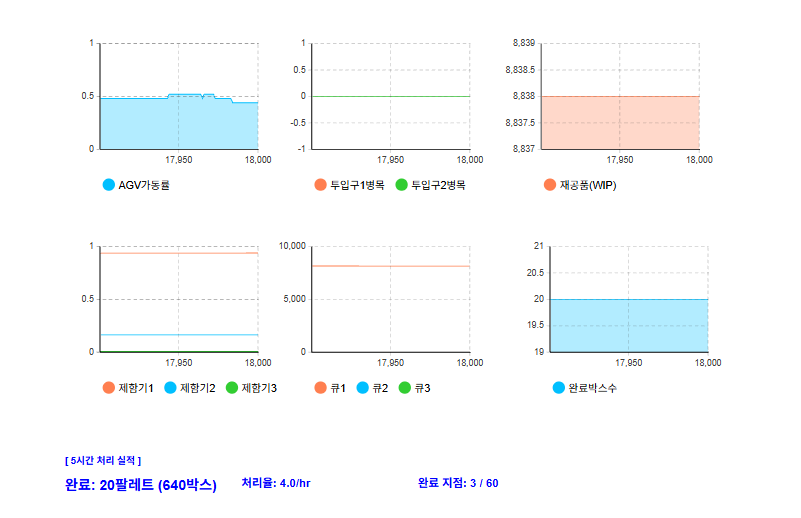 1
0.5
0
17,950
18,000
AGV가동률
1
0.5
0
-0.5
-1
17,950
18,000
투입구1병목
투입구2병목
8,839
8,838.5
8,838
8,837.5
8,837
17,950
18,000
재공품(WIP)
1
0.5
0
17,950
18,000
제함기1
제함기2
제함기3
10,000
5,000
0
17,950
18,000
큐1
큐2
큐3
21
20.5
20
19.5
19
17,950
18,000
완료박스수
[ 5시간 처리 실적 ]
완료: 20팔레트 (640박스)
처리율: 4.0/hr
완료 지점: 3 / 60